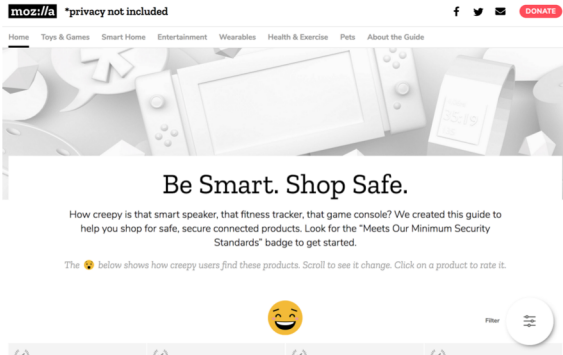 moz://a *privacy not included
DONATE
Home Toys & Games Smart Home Entertainment Wearables Health & Exercise Pets About the Guide
Be Smart. Shop Safe.
How creepy is that smart speaker, that fitness tracker, that game console? We created this guide to
help you shop for safe, secure connected products. Look for the “Meets Our Minimum Security
Standards” badge to get started.
The 😯 below shows how creepy users find these products. Scroll to see it change. Click on a product to rate it.
Filter